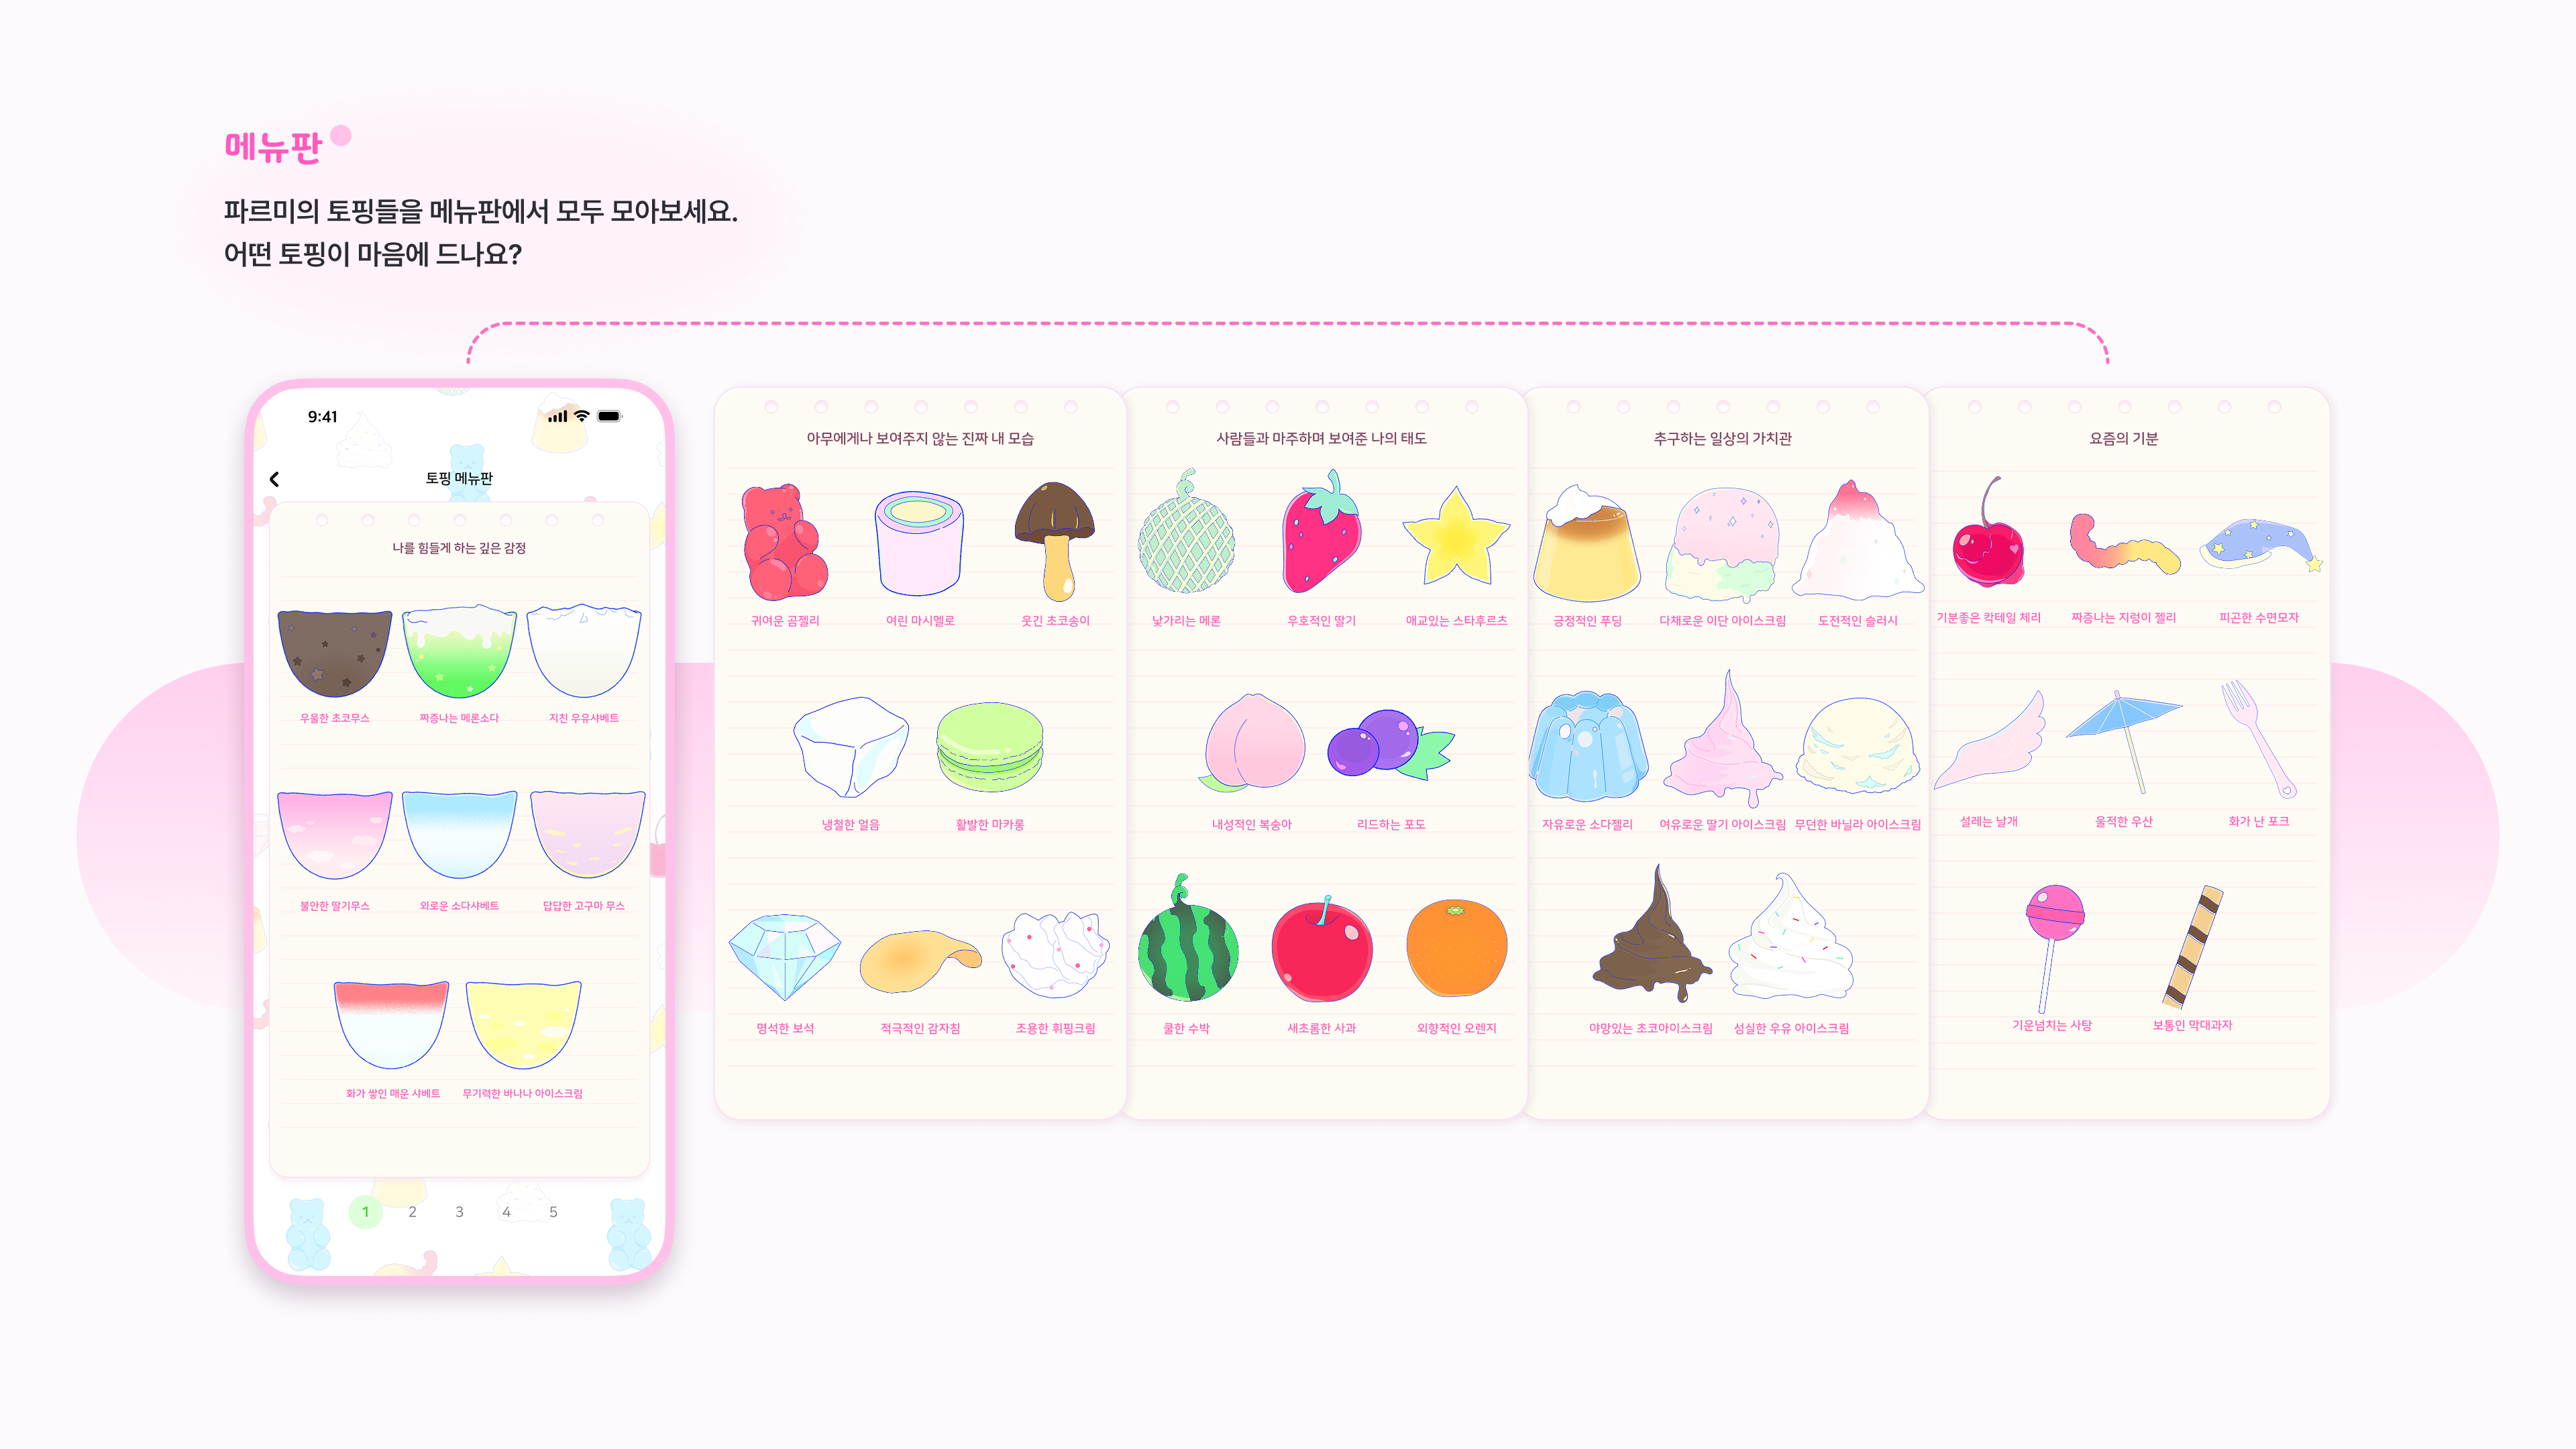 메뉴판
파르미의 토핑들을 메뉴판에서 모두 모아보세요.
어떤 토핑이 마음에 드나요?
9:41
토핑 메뉴판
나를 힘들게 하는 깊은 감정
우울한 초코무스
짜증나는 메론소다
지친 우유샤베트
불안한 딸기무스
외로운 소다샤베트
답답한 고구마 무스
화가 쌓인 매운 샤베트
무기력한 바나나 아이스크림
1 2 3 4 5
아무에게나 보여주지 않는 진짜 내 모습
귀여운 곰젤리
여린 마시멜로
웃긴 초코송이
냉철한 얼음
활발한 마카롱
명석한 보석
적극적인 감자침
조용한 휘핑크림
사람들과 마주하며 보여준 나의 태도
낯가리는 메론
우호적인 딸기
애교있는 스타후르츠
내성적인 복숭아
리드하는 포도
쿨한 수박
새초롬한 사과
외향적인 오렌지
추구하는 일상의 가치관
긍정적인 푸딩
다채로운 이단 아이스크림
도전적인 슬러시
자유로운 소다젤리
여유로운 딸기 아이스크림
무던한 바닐라 아이스크림
야망있는 초코아이스크림
성실한 우유 아이스크림
요즘의 기분
기분좋은 칵테일 체리
짜증나는 지렁이 젤리
피곤한 수면모자
설레는 날개
울적한 우산
화가 난 포크
기운넘치는 사탕
보통인 막대과자